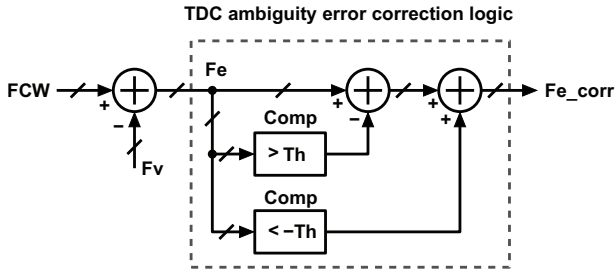 TDC ambiguity error correction logic
FCW
+
−
Fv
Fe
Comp
> Th
Comp
< −Th
+
−
+
+
Fe_corr